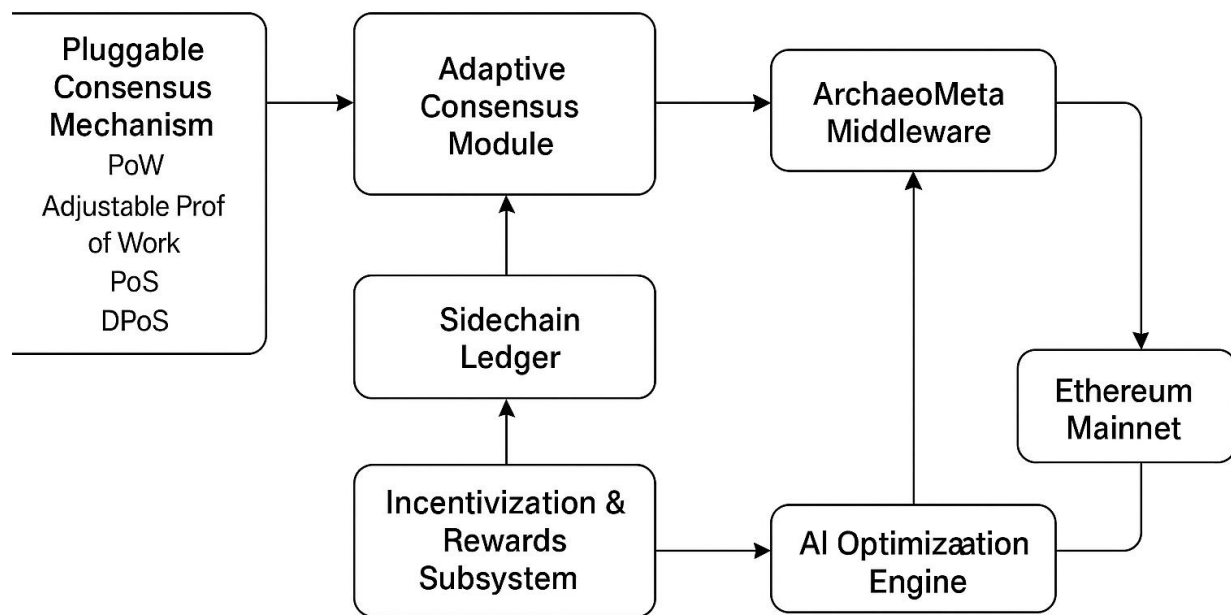 Pluggable
Consensus
Mechanism
PoW
Adjustable Prof
of Work
PoS
DPoS
Adaptive
Consensus
Module
ArchaeoMeta
Middleware
Sidechain
Ledger
Ethereum
Mainnet
Incentivization &
Rewards
Subsystem
AI Optimizaation
Engine